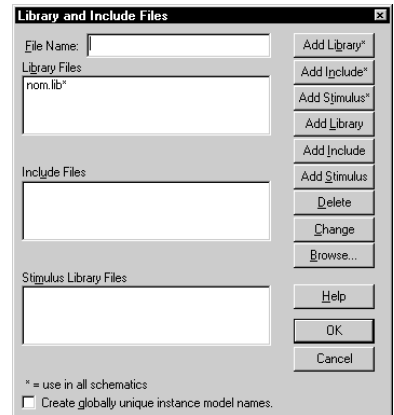 Library and Include Files
File Name:
Library Files
nom.lib*
Include Files
Stimulus Library Files
* = use in all schematics
Create globally unique instance model names.
Add Library*
Add Include*
Add Stimulus*
Add Library
Add Include
Add Stimulus
Delete
Change
Browse...
Help
OK
Cancel